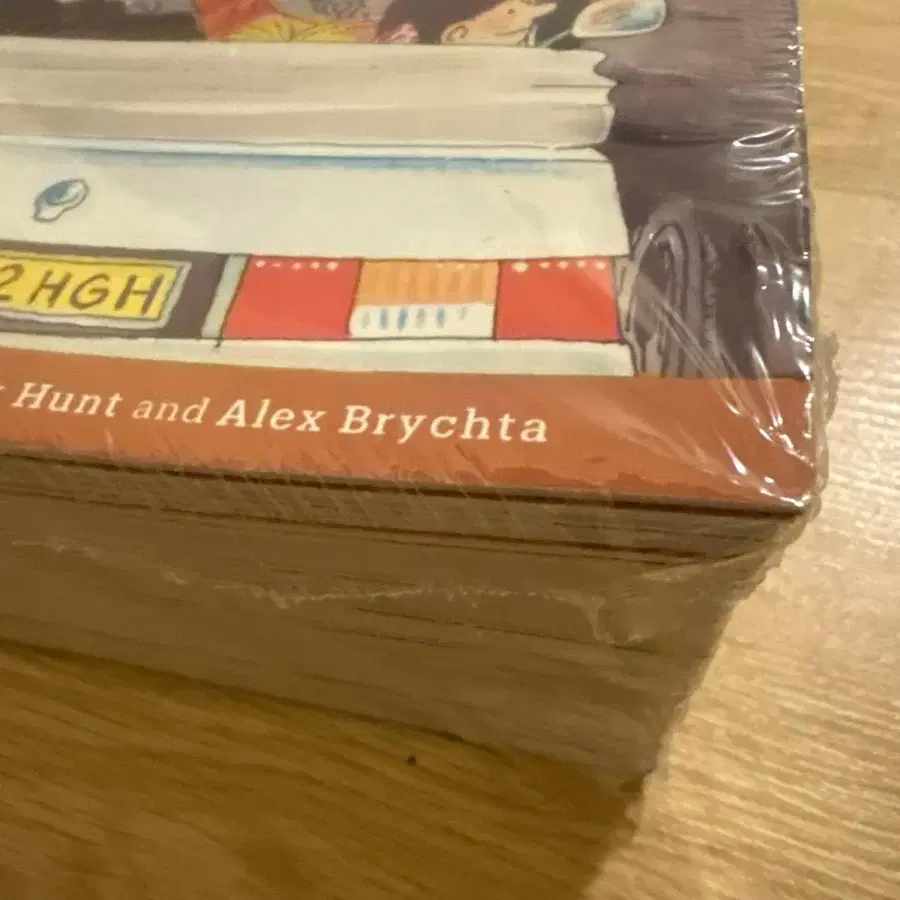 2HGH
Hunt and Alex Brychta